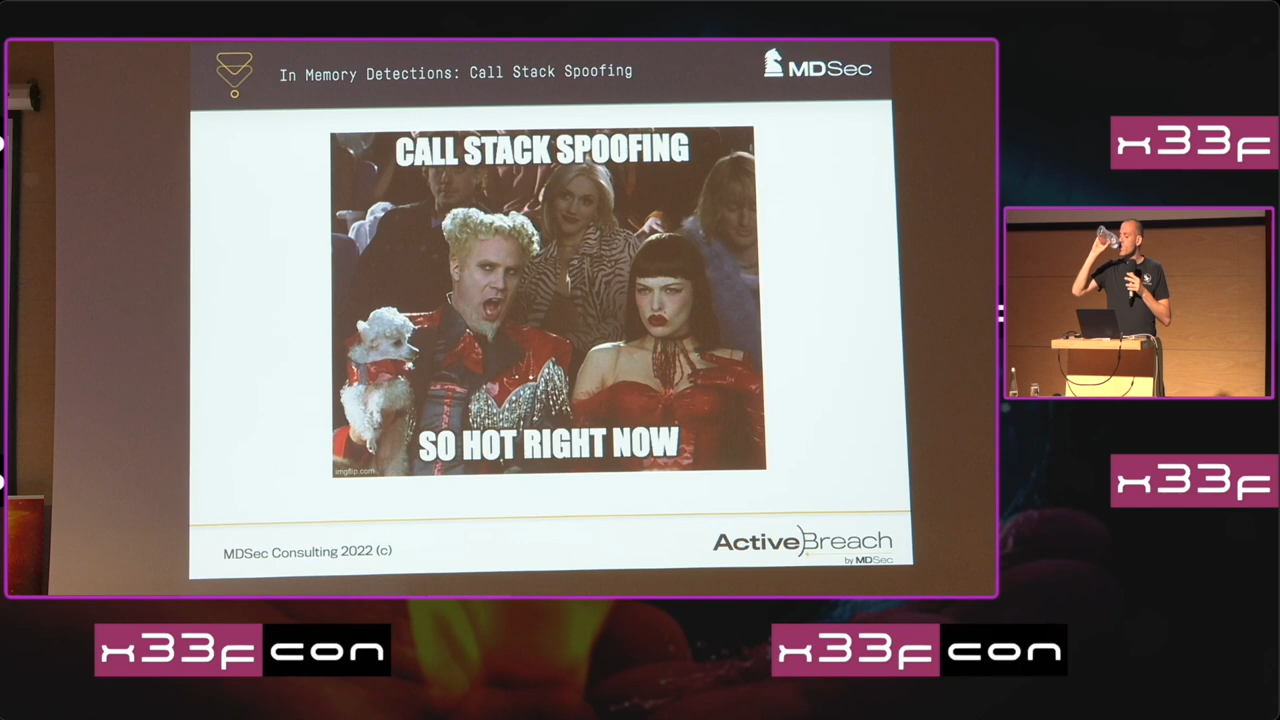 In Memory Detections: Call Stack Spoofing
MDSec
CALL STACK SPOOFING
SO HOT RIGHT NOW
imgflip.com
MDSec Consulting 2022 (c)
ActiveBreach
by MDSec
x33f
x33f
x33fcon
x33fcon